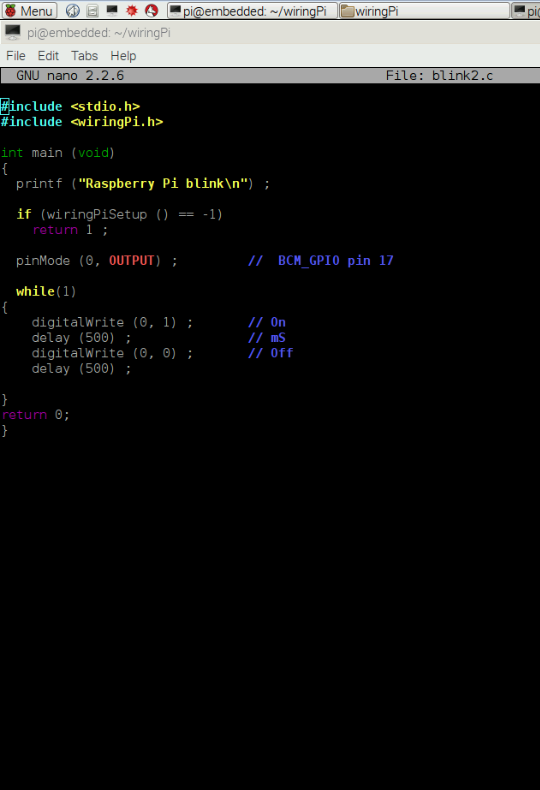 Menu pi@embedded: ~/wiringPi wiringPi pi
pi@embedded: ~/wiringPi
File Edit Tabs Help
GNU nano 2.2.6 File: blink2.c
#include <stdio.h>
#include <wiringPi.h>
int main (void)
{
printf ("Raspberry Pi blink\n") ;
if (wiringPiSetup () == -1)
return 1 ;
pinMode (0, OUTPUT) ; // BCM_GPIO pin 17
while(1)
{
digitalWrite (0, 1) ; // On
delay (500) ; // mS
digitalWrite (0, 0) ; // Off
delay (500) ;
}
return 0;
}